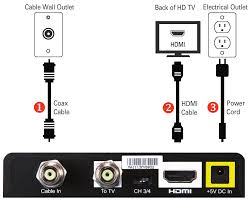 Cable Wall Outlet
Back of HD TV
Electrical Outlet
HDMI
1
Coax
Cable
2
HDMI
Cable
3
Power
Cord
Cable In
To TV
CH 3/4
HDMI
+5V DC In